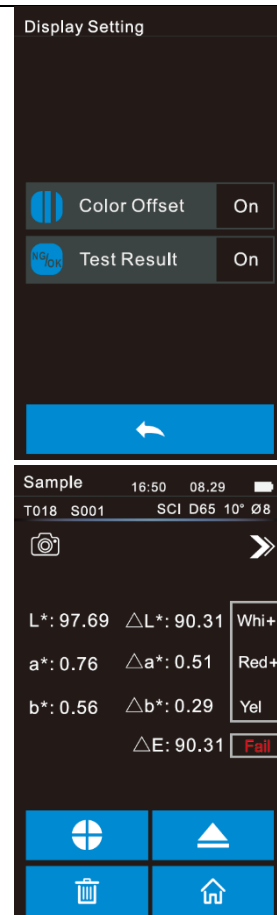 Display Setting
Color Offset On
NG/OK Test Result On
Sample 16:50 08.29
T018 S001 SCI D65 10° Ø8
L*: 97.69 △L*: 90.31 Whi+
a*: 0.76 △a*: 0.51 Red+
b*: 0.56 △b*: 0.29 Yel
△E: 90.31 Fail